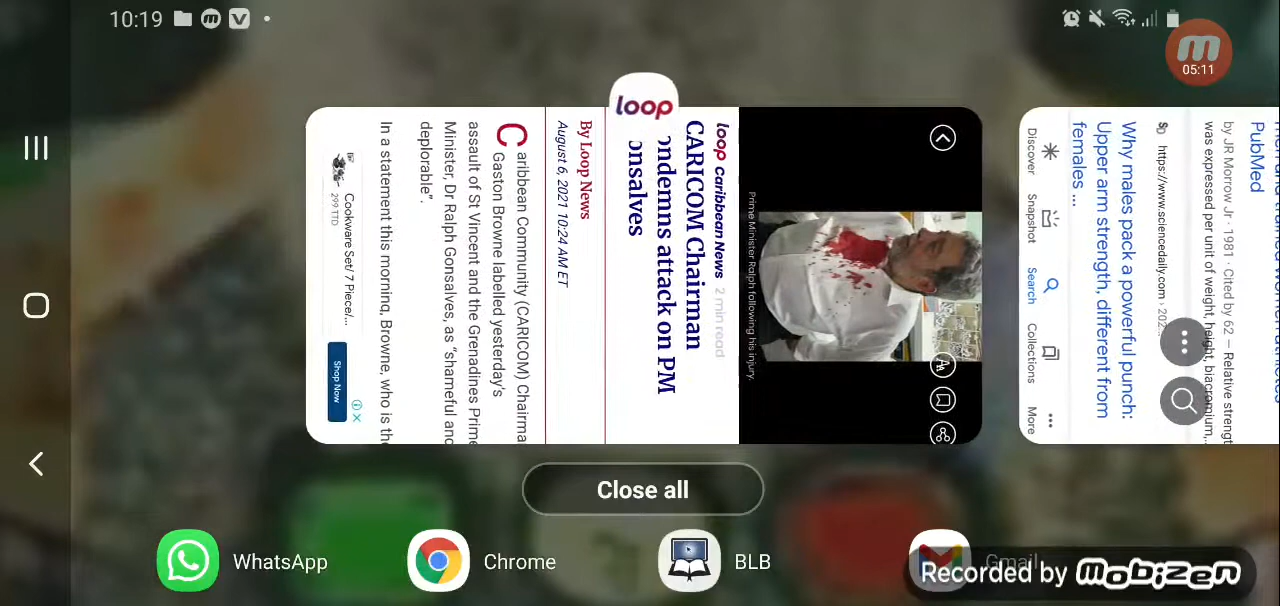 10:19
05:11
loop
loop Caribbean News 2 min read
CARICOM Chairman
ondemns attack on PM
onsalves
By Loop News
August 6, 2021 10:24 AM ET
Caribbean Community (CARICOM) Chairma
Gaston Browne labelled yesterday's
assault of St Vincent and the Grenadines Prime
Minister, Dr Ralph Gonsalves, as "shameful and
deplorable".
In a statement this morning, Browne, who is the
Cookware Set/ 7 Piece/...
299 TTD
Shop Now
Prime Minister Ralph following his injury.
PubMed
by JR Morrow Jr · 1981 · Cited by 62 — Relative strengt
was expressed per unit of weight, height, biacromium,
https://www.sciencedaily.com
Why males pack a powerful punch:
Upper arm strength, different from
females ...
Discover
Snapshot
Search
Collections
More
Close all
WhatsApp
Chrome
BLB
Gmail
Recorded by mobizen